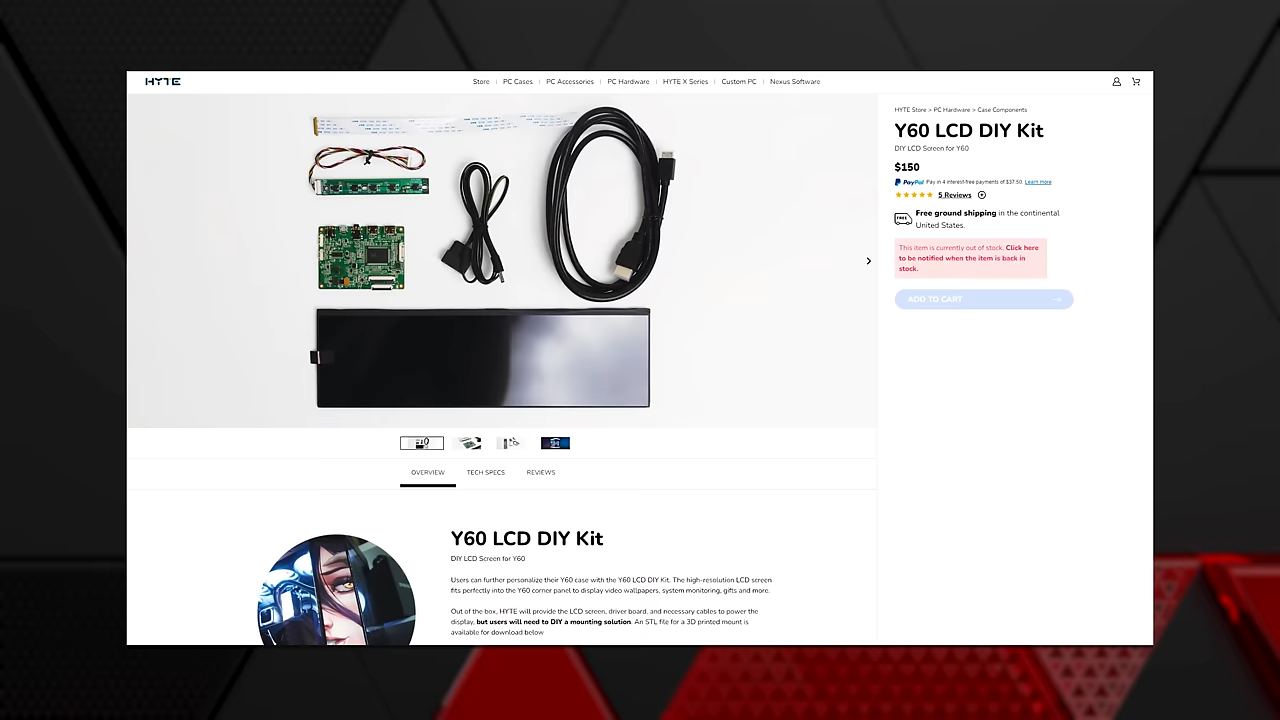 HYTE
Store
PC Cases
PC Accessories
PC Hardware
HYTE X Series
Custom PC
Nexus Software
HYTE Store > PC Hardware > Case Components
Y60 LCD DIY Kit
DIY LCD Screen for Y60
$150
PayPal Pay in 4 interest-free payments of $37.50. Learn more
5 Reviews
FREE
Free ground shipping in the continental
United States.
This item is currently out of stock. Click here
to be notified when the item is back in
stock.
ADD TO CART
OVERVIEW
TECH SPECS
REVIEWS
Y60 LCD DIY Kit
DIY LCD Screen for Y60
Users can further personalize their Y60 case with the Y60 LCD DIY Kit. The high-resolution LCD screen
fits perfectly into the Y60 corner panel to display video wallpapers, system monitoring, gifts and more.
Out of the box, HYTE will provide the LCD screen, driver board, and necessary cables to power the
display, but users will need to DIY a mounting solution. An STL file for a 3D printed mount is
available for download below